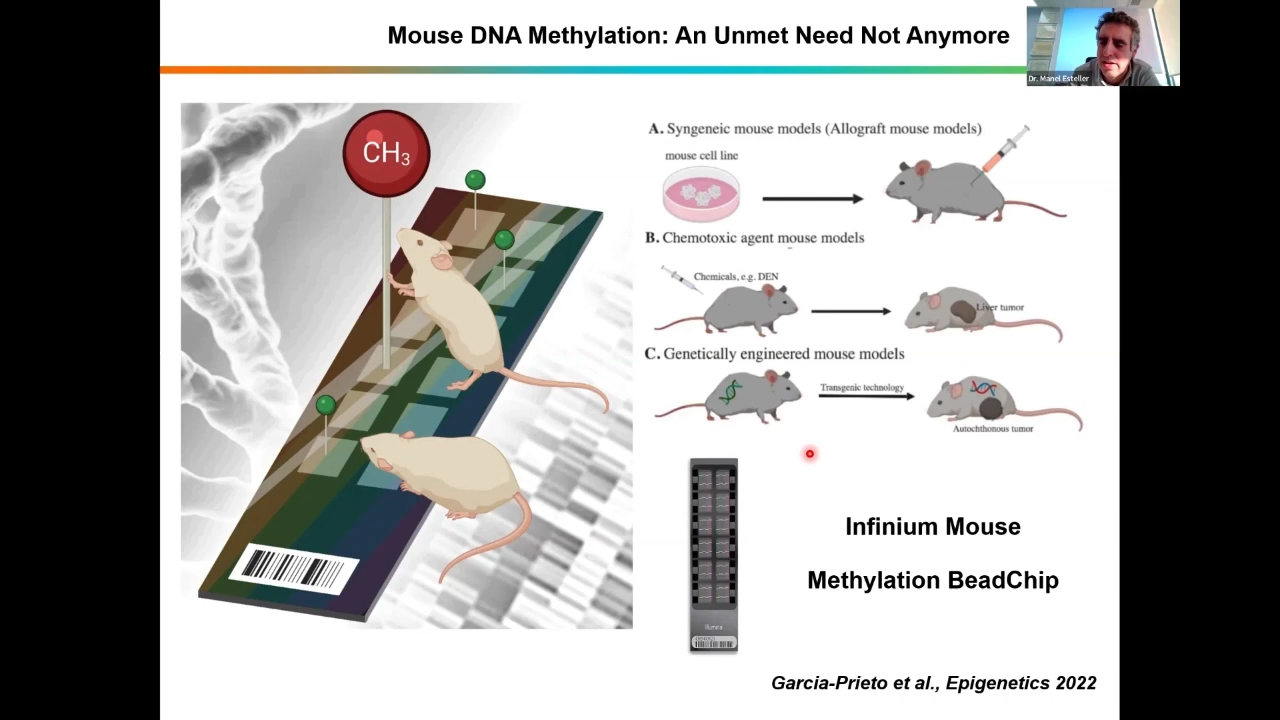 Mouse DNA Methylation: An Unmet Need Not Anymore
Dr. Manel Esteller
CH3
A. Syngeneic mouse models (Allograft mouse models)
mouse cell line
B. Chemotoxic agent mouse models
Chemicals, e.g. DEN
Liver tumor
C. Genetically engineered mouse models
Transgenic technology
Autochthonous tumor
illumina
Infinium Mouse
Methylation BeadChip
Garcia-Prieto et al., Epigenetics 2022